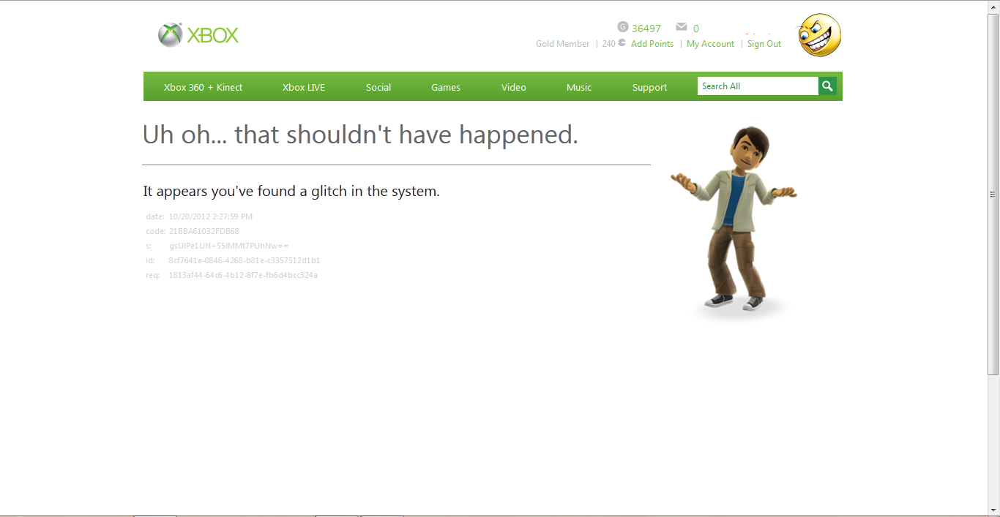 XBOX
G 36497 0
Gold Member | 240 Add Points | My Account | Sign Out
Xbox 360 + Kinect Xbox LIVE Social Games Video Music Support Search All
Uh oh... that shouldn't have happened.
It appears you've found a glitch in the system.
date: 10/20/2012 2:27:59 PM
code: 21BBA61032FDB68
s:
id: 8cf7641e-0846-4268-b81e-c3357512d1b1
req: 1813af44-64c6-4b12-8f7e-fb6d4bcc324a